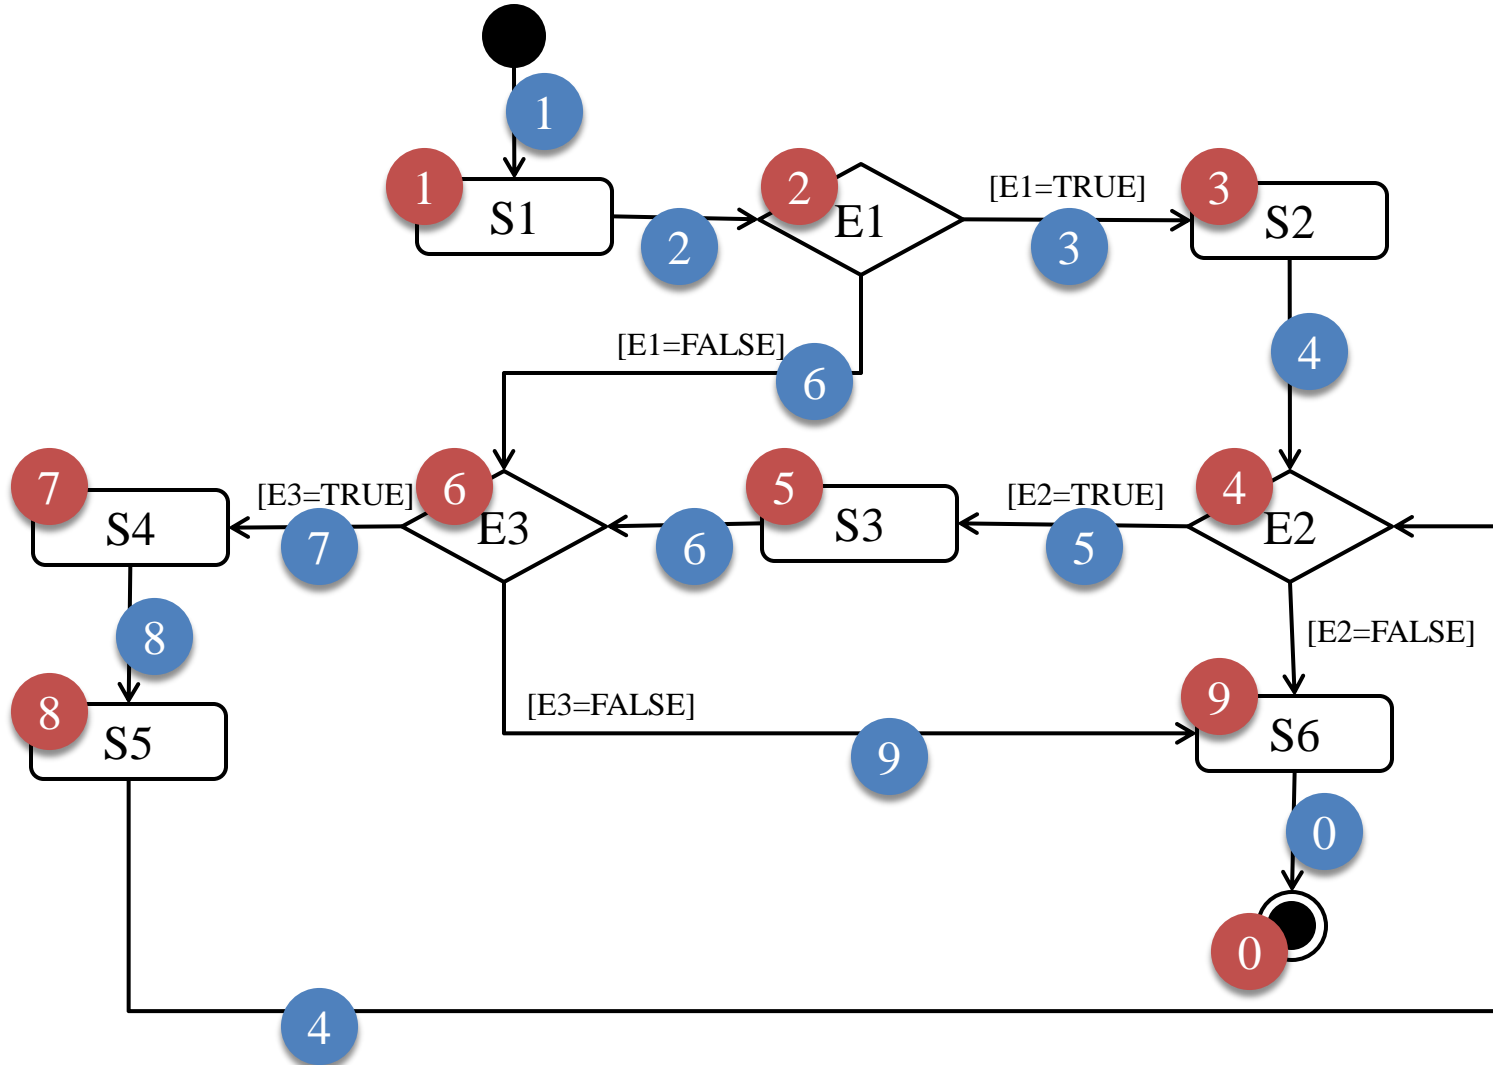 1
1
S1
2
2
E1
[E1=TRUE]
3
3
S2
[E1=FALSE]
6
4
7
S4
[E3=TRUE]
7
6
E3
6
5
S3
[E2=TRUE]
5
4
E2
8
[E2=FALSE]
8
S5
[E3=FALSE]
9
9
S6
0
0
4